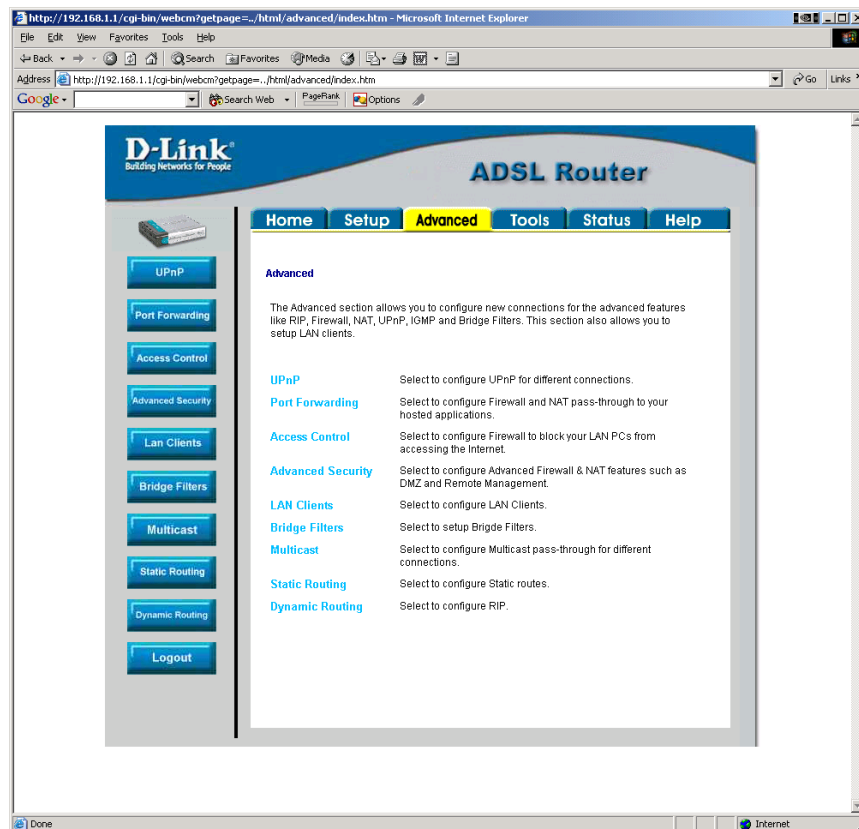 http://192.168.1.1/cgi-bin/webcm?getpage=../html/advanced/index.htm - Microsoft Internet Explorer
File Edit View Favorites Tools Help
Back Search Favorites Media
Address http://192.168.1.1/cgi-bin/webcm?getpage=../html/advanced/index.htm Go Links »
Google Search Web PageRank Options
D-Link
Building Networks for People
ADSL Router
Home Setup Advanced Tools Status Help
UPnP
Port Forwarding
Access Control
Advanced Security
Lan Clients
Bridge Filters
Multicast
Static Routing
Dynamic Routing
Logout
Advanced
The Advanced section allows you to configure new connections for the advanced features
like RIP, Firewall, NAT, UPnP, IGMP and Bridge Filters. This section also allows you to
setup LAN clients.
UPnP Select to configure UPnP for different connections.
Port Forwarding Select to configure Firewall and NAT pass-through to your
hosted applications.
Access Control Select to configure Firewall to block your LAN PCs from
accessing the Internet.
Advanced Security Select to configure Advanced Firewall & NAT features such as
DMZ and Remote Management.
LAN Clients Select to configure LAN Clients.
Bridge Filters Select to setup Brigde Filters.
Multicast Select to configure Multicast pass-through for different
connections.
Static Routing Select to configure Static routes.
Dynamic Routing Select to configure RIP.
Done Internet